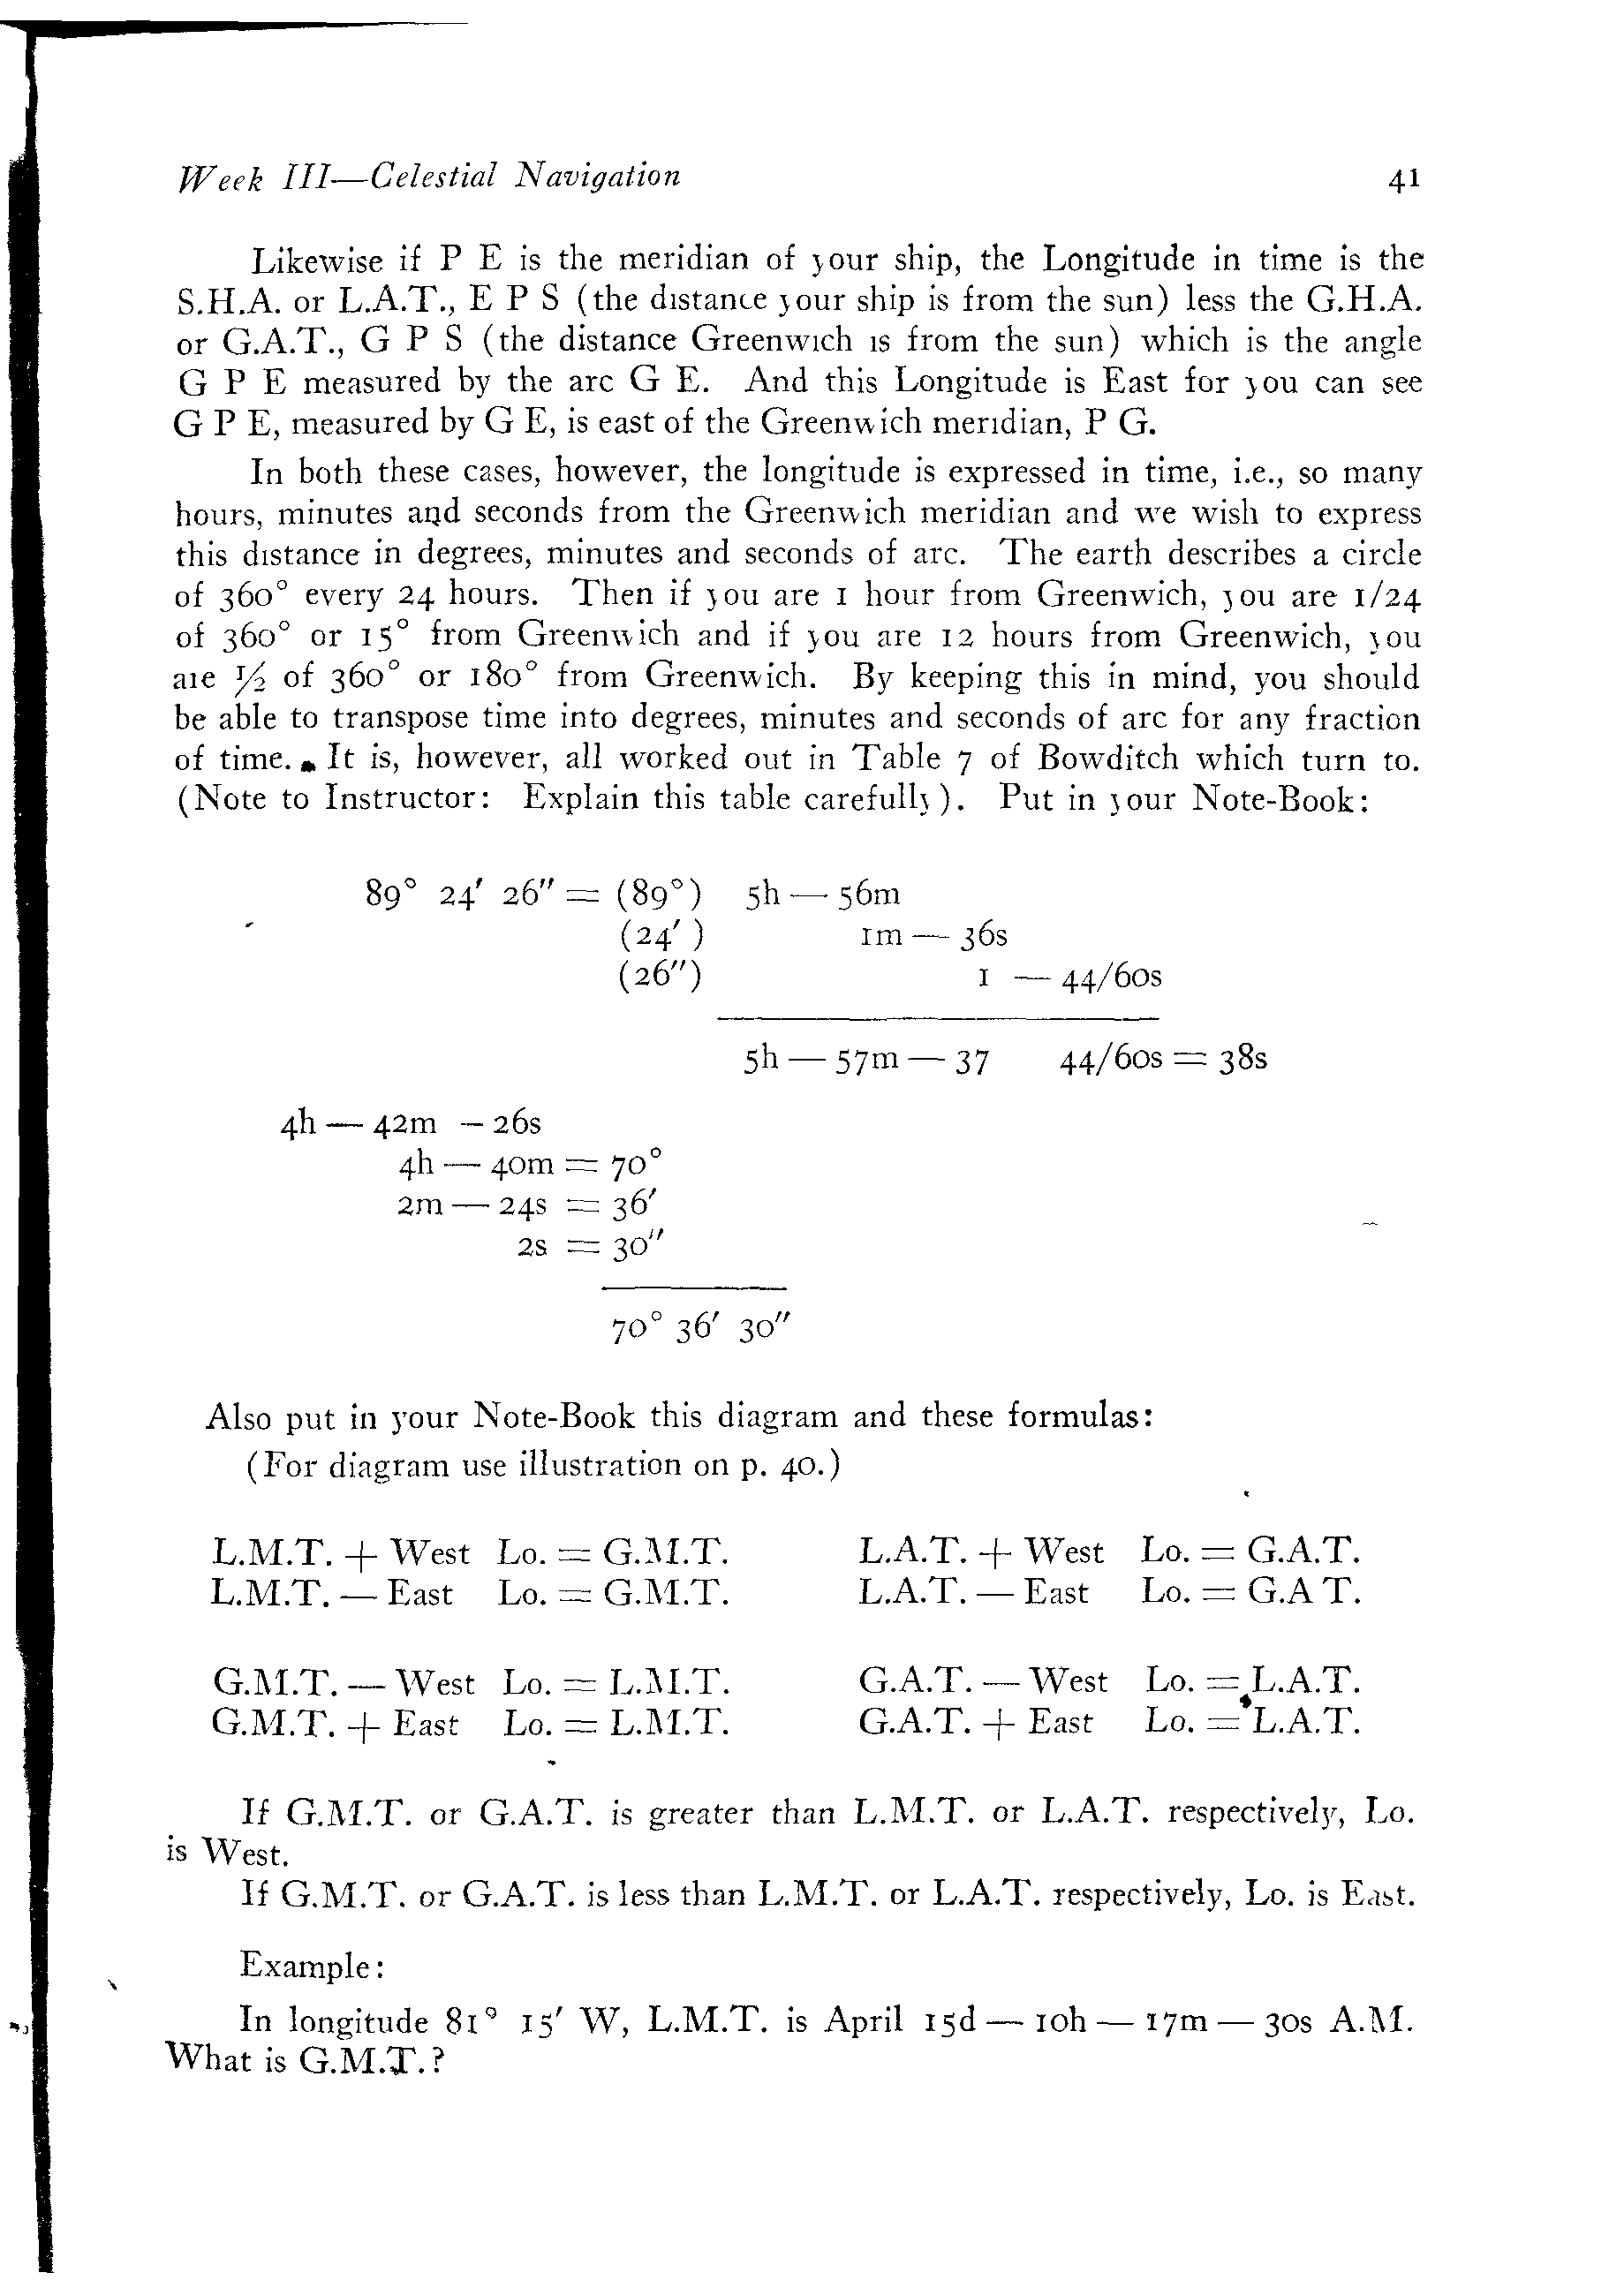 Week III—Celestial Navigation 41
Likewise if P E is the meridian of your ship, the Longitude in time is the
S.H.A. or L.A.T., E P S (the distance your ship is from the sun) less the G.H.A.
or G.A.T., G P S (the distance Greenwich is from the sun) which is the angle
G P E measured by the arc G E. And this Longitude is East for you can see
G P E, measured by G E, is east of the Greenwich meridian, P G.
In both these cases, however, the longitude is expressed in time, i.e., so many
hours, minutes and seconds from the Greenwich meridian and we wish to express
this distance in degrees, minutes and seconds of arc. The earth describes a circle
of 360° every 24 hours. Then if you are 1 hour from Greenwich, you are 1/24
of 360° or 15° from Greenwich and if you are 12 hours from Greenwich, you
are ½ of 360° or 180° from Greenwich. By keeping this in mind, you should
be able to transpose time into degrees, minutes and seconds of arc for any fraction
of time. It is, however, all worked out in Table 7 of Bowditch which turn to.
(Note to Instructor: Explain this table carefully). Put in your Note-Book:
89° 24′ 26″ = (89°) 5h — 56m
(24′ ) 1m — 36s
(26″) 1 — 44/60s
5h — 57m — 37 44/60s = 38s
4h — 42m — 26s
4h — 40m = 70°
2m — 24s = 36′
2s = 30″
70° 36′ 30″
Also put in your Note-Book this diagram and these formulas:
(For diagram use illustration on p. 40.)
L.M.T. + West Lo. = G.M.T. L.A.T. + West Lo. = G.A.T.
L.M.T. — East Lo. = G.M.T. L.A.T. — East Lo. = G.A T.
G.M.T. — West Lo. = L.M.T. G.A.T. — West Lo. = L.A.T.
G.M.T. + East Lo. = L.M.T. G.A.T. + East Lo. = L.A.T.
If G.M.T. or G.A.T. is greater than L.M.T. or L.A.T. respectively, Lo.
is West.
If G.M.T. or G.A.T. is less than L.M.T. or L.A.T. respectively, Lo. is East.
Example:
In longitude 81° 15′ W, L.M.T. is April 15d — 10h — 17m — 30s A.M.
What is G.M.T.?